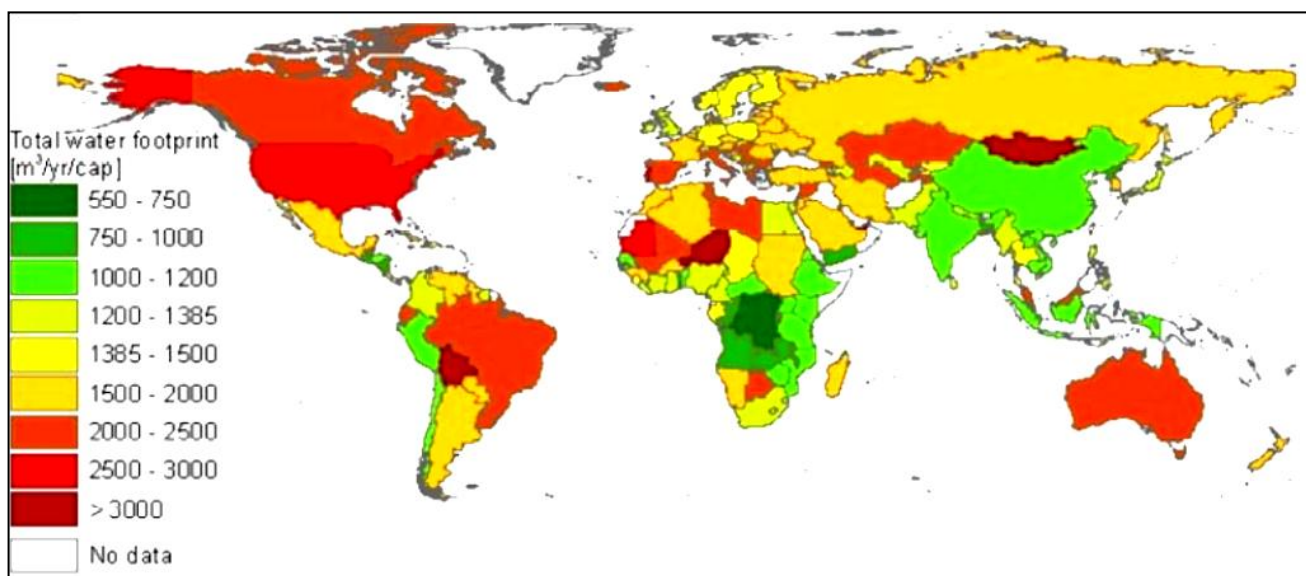 Total water footprint
[m³/yr/cap]
550 - 750
750 - 1000
1000 - 1200
1200 - 1385
1385 - 1500
1500 - 2000
2000 - 2500
2500 - 3000
> 3000
No data